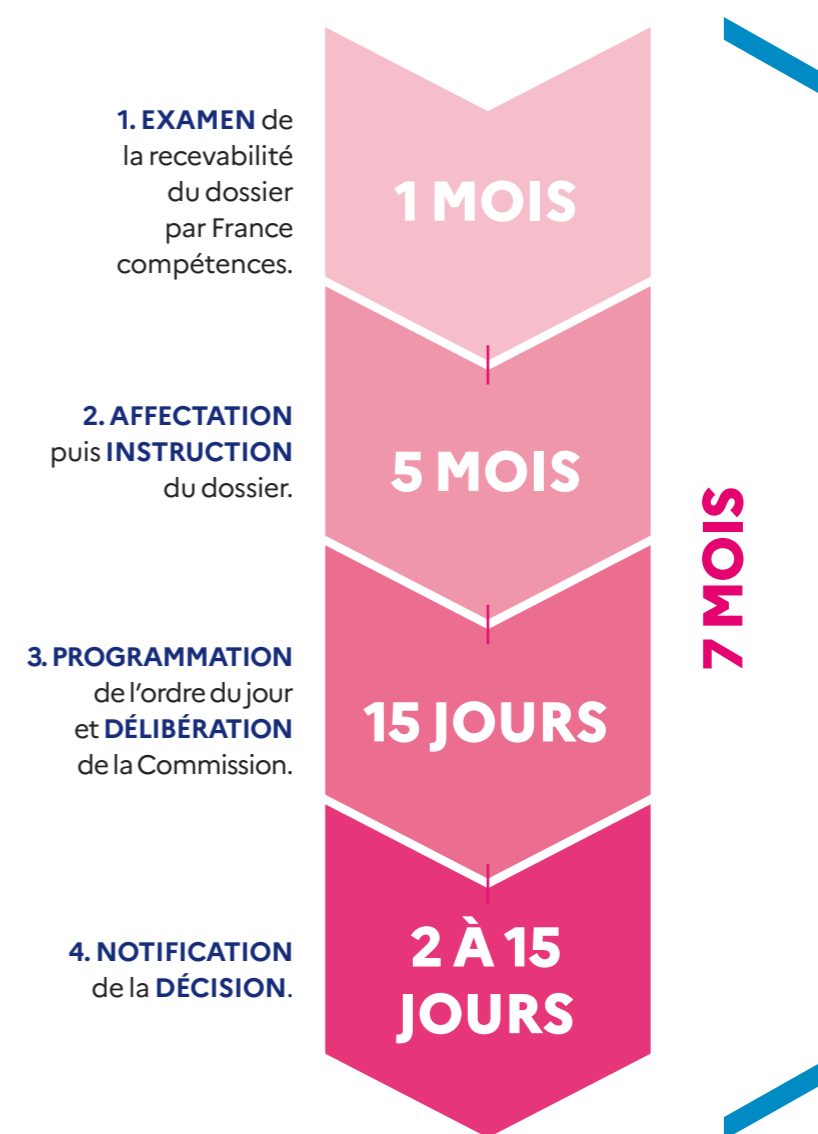 1. EXAMEN de
la recevabilité
du dossier
par France
compétences.
1 MOIS
2. AFFECTATION
puis INSTRUCTION
du dossier.
5 MOIS
3. PROGRAMMATION
de l'ordre du jour
et DÉLIBÉRATION
de la Commission.
15 JOURS
4. NOTIFICATION
de la DÉCISION.
2 À 15
JOURS
7 MOIS